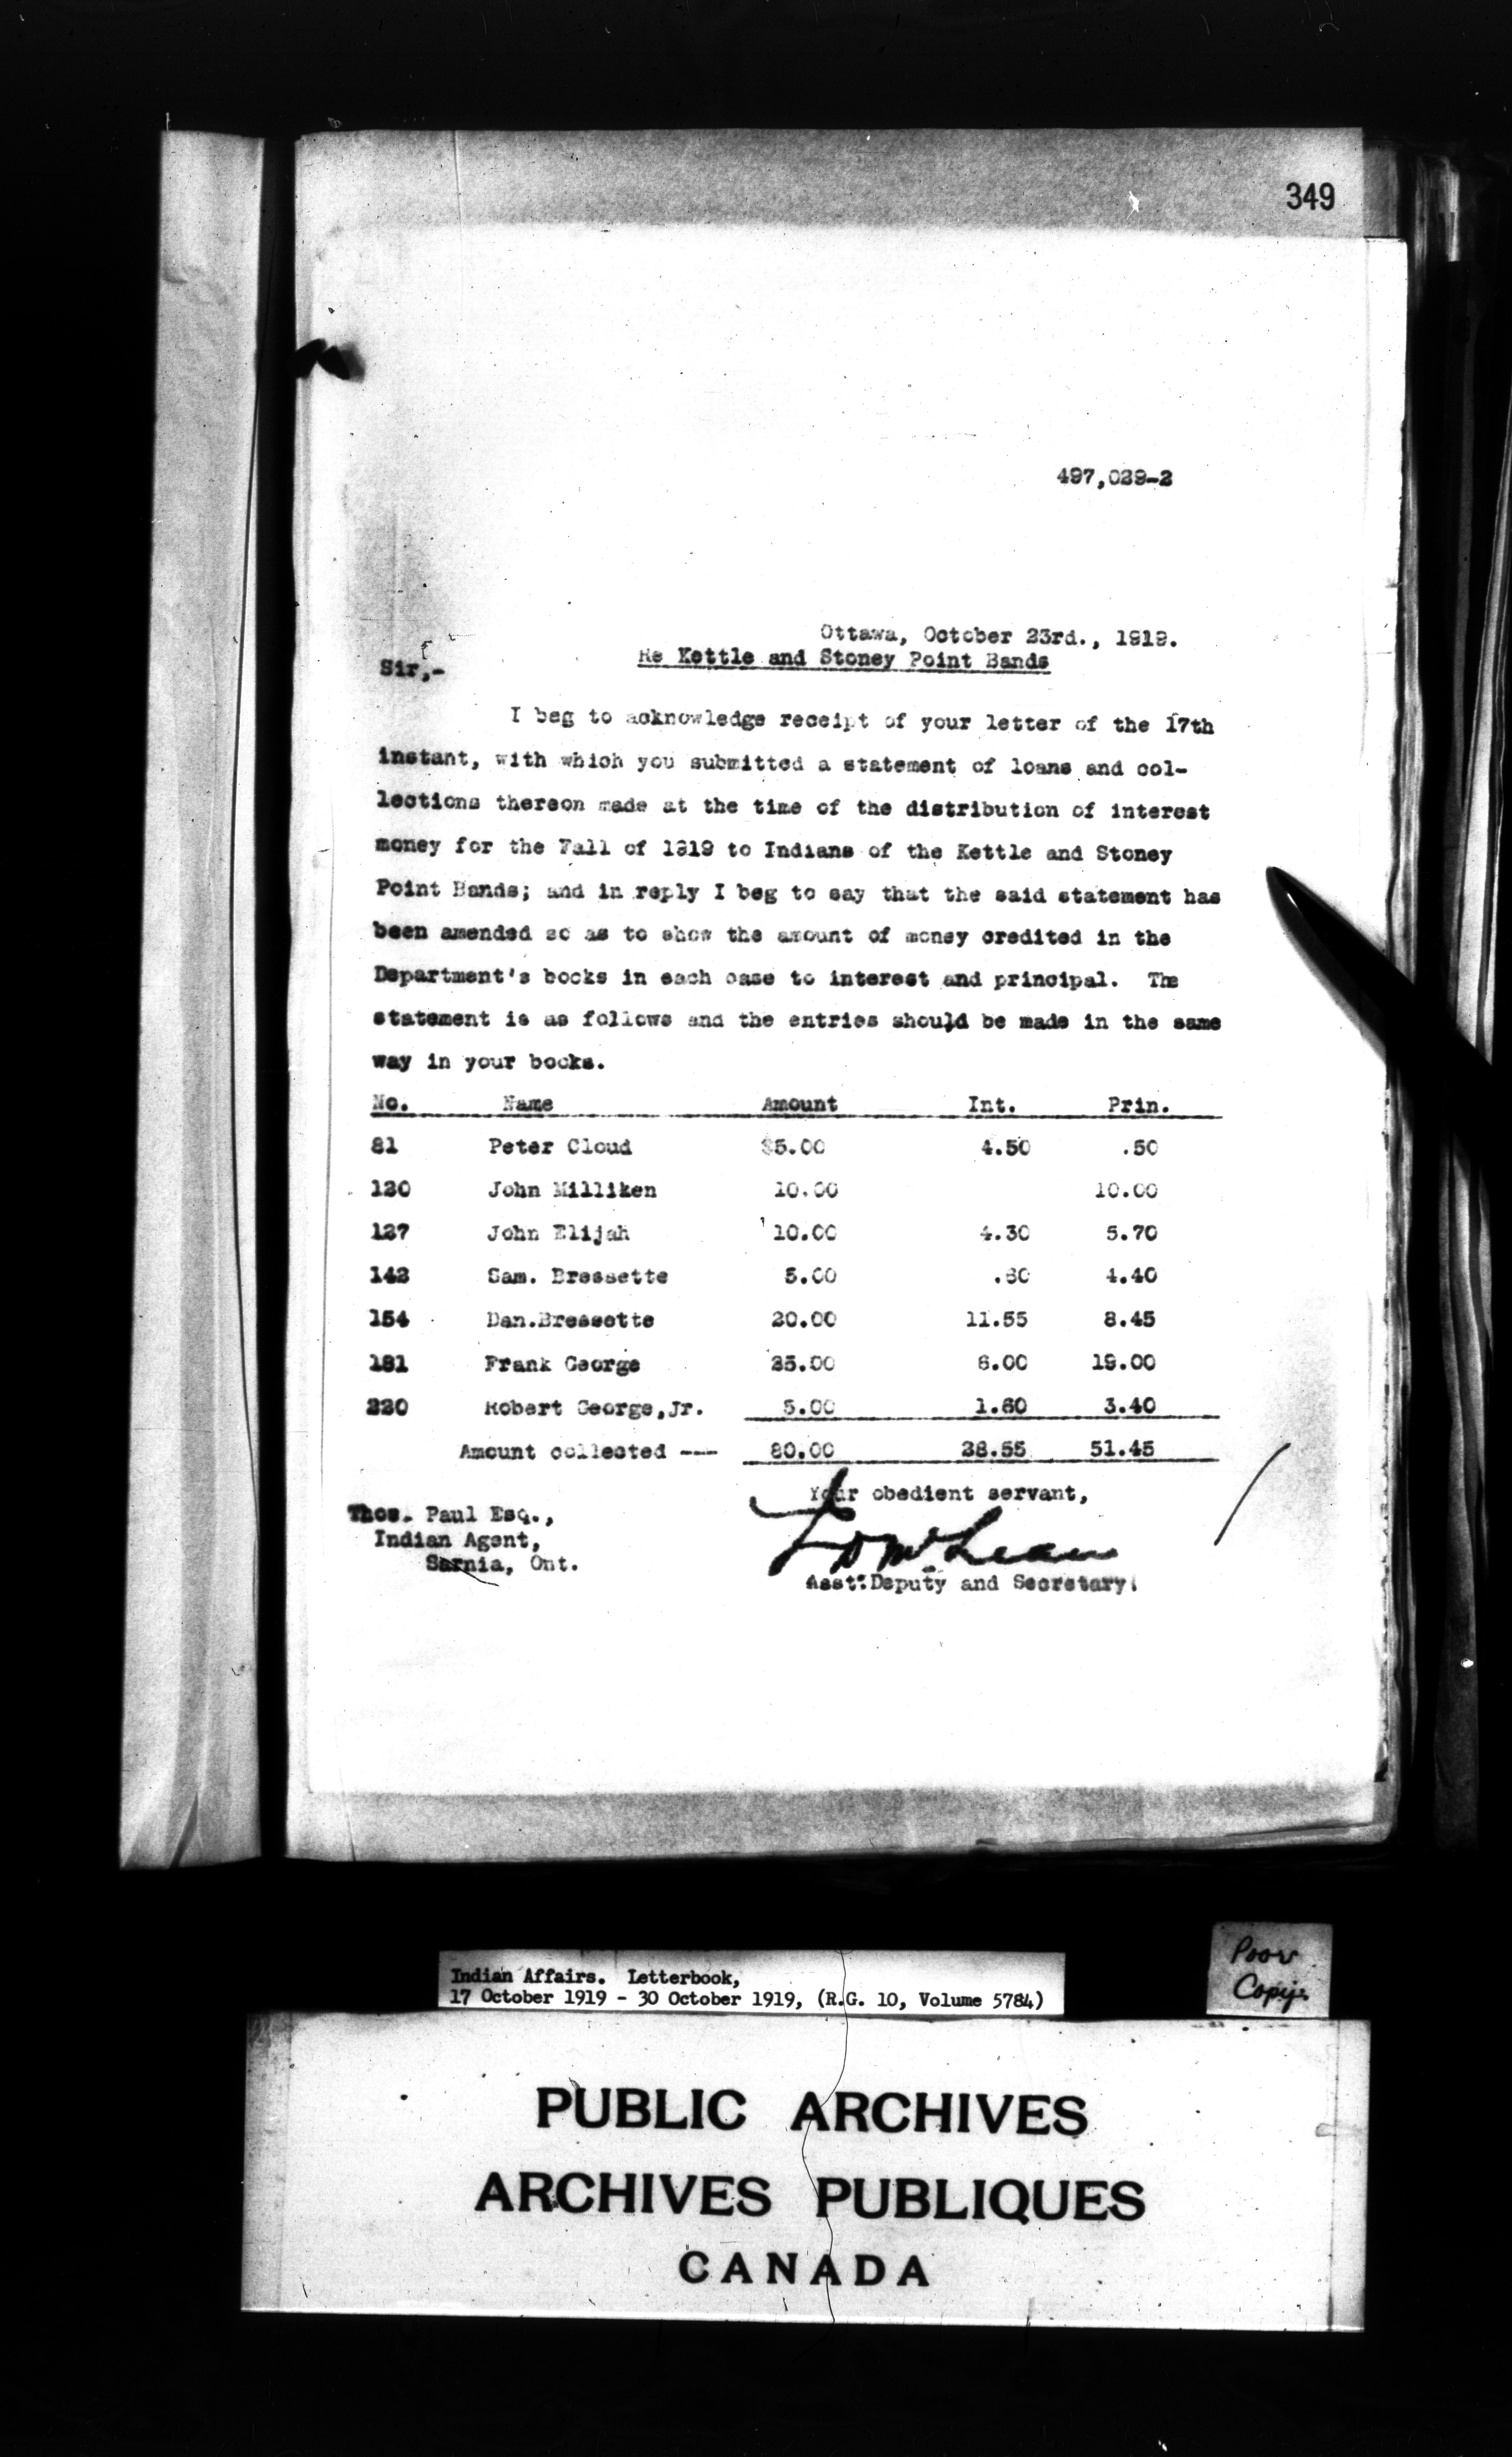 349
497,029-2
Ottawa, October 23rd., 1919.
Re Kettle and Stoney Point Bands
Sir,-
I beg to acknowledge receipt of your letter of the 17th
instant, with which you submitted a statement of loans and col-
lections thereon made at the time of the distribution of interest
money for the Fall of 1919 to Indians of the Kettle and Stoney
Point Bands; and in reply I beg to say that the said statement has
been amended so as to show the amount of money credited in the
Department's books in each case to interest and principal. The
statement is as follows and the entries should be made in the same
way in your books.
No. Name Amount Int. Prin.
81 Peter Cloud $5.00 4.50 .50
120 John Milliken 10.00 10.00
127 John Elijah 10.00 4.30 5.70
142 Sam. Bressette 5.00 .60 4.40
154 Dan.Bressette 20.00 11.55 8.45
181 Frank George 25.00 6.00 19.00
220 Robert George,Jr. 5.00 1.60 3.40
Amount collected --- 80.00 28.55 51.45
Your obedient servant,
Thos. Paul Esq.,
Indian Agent,
Sarnia, Ont.
J D McLean
Asst. Deputy and Secretary.
Indian Affairs. Letterbook,
17 October 1919 - 30 October 1919, (R.G. 10, Volume 5784)
Poor
Copy
PUBLIC ARCHIVES
ARCHIVES PUBLIQUES
CANADA